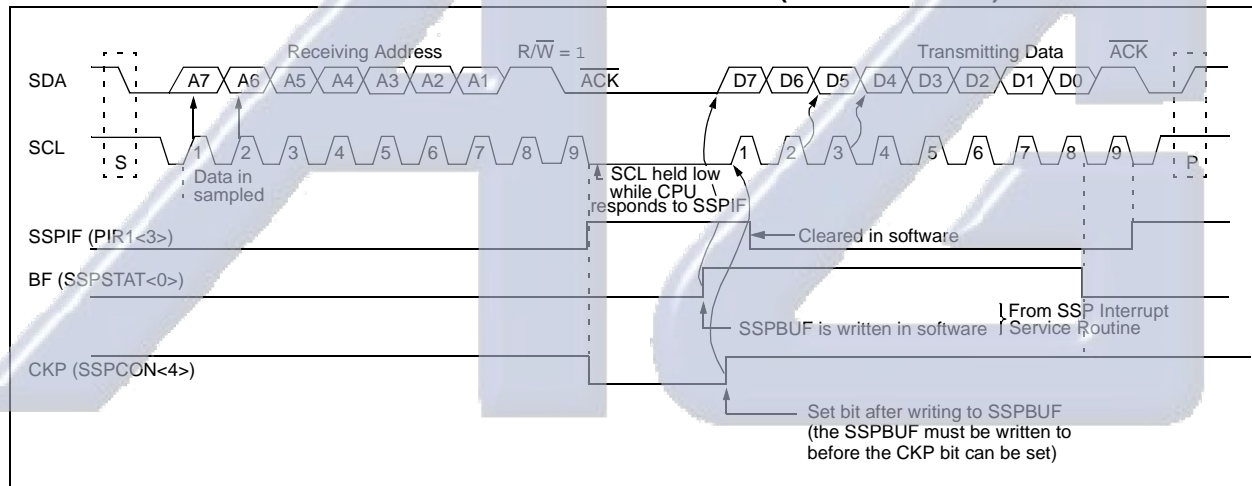 Receiving Address R/W = 1 Transmitting Data ACK
SDA A7 A6 A5 A4 A3 A2 A1 ACK D7 D6 D5 D4 D3 D2 D1 D0
SCL 1 2 3 4 5 6 7 8 9 1 2 3 4 5 6 7 8 9
S P
Data in
sampled
SCL held low
while CPU
responds to SSPIF
SSPIF (PIR1<3>)
Cleared in software
BF (SSPSTAT<0>)
SSPBUF is written in software
From SSP Interrupt
Service Routine
CKP (SSPCON<4>)
Set bit after writing to SSPBUF
(the SSPBUF must be written to
before the CKP bit can be set)